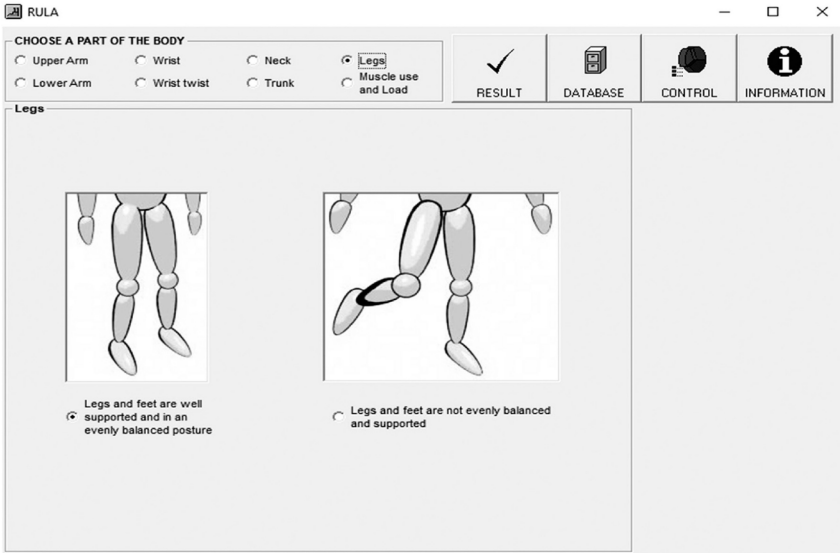 RULA
CHOOSE A PART OF THE BODY
Upper Arm
Wrist
Neck
Legs
Lower Arm
Wrist twist
Trunk
Muscle use
and Load
RESULT
DATABASE
CONTROL
INFORMATION
Legs
Legs and feet are well
supported and in an
evenly balanced posture
Legs and feet are not evenly balanced
and supported